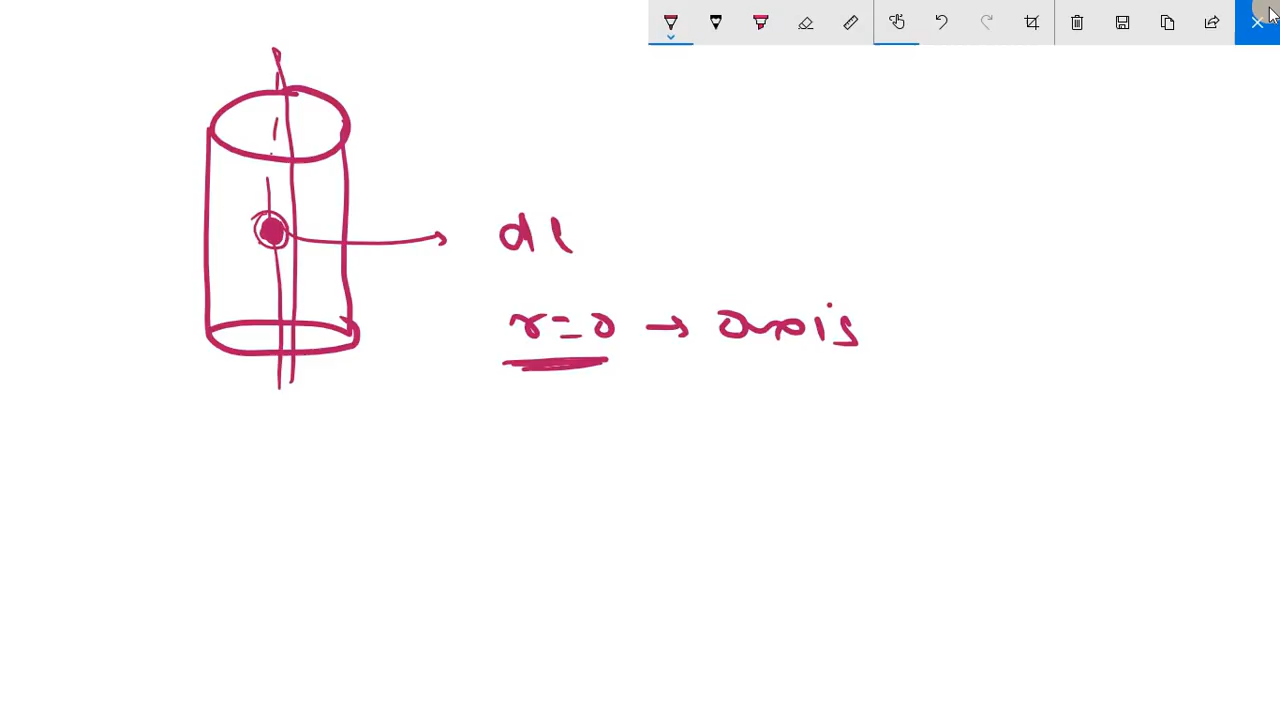 dl
r=0 → axis